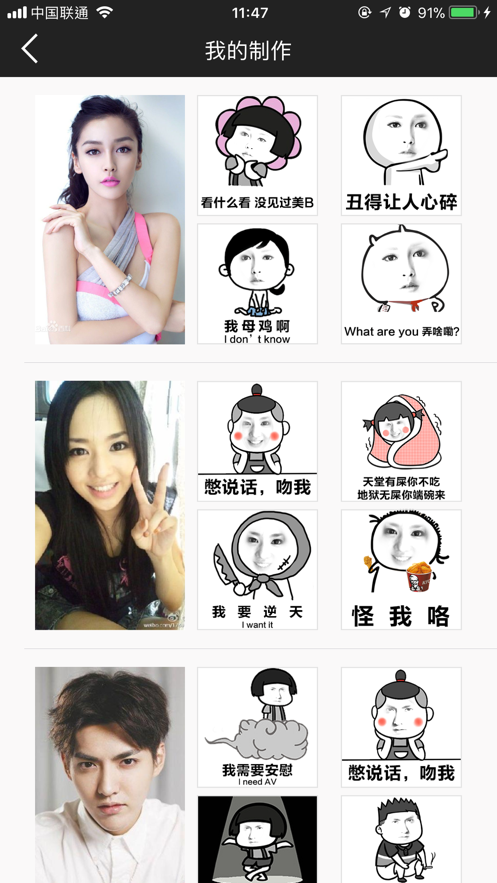 中国联通
11:47
91%
我的制作
看什么看 没见过美B
丑得让人心碎
我母鸡啊
I don't know
What are you 弄啥嘞?
憋说话，吻我
天堂有屎你不吃
地狱无屎你端碗来
我 要 逆 天
I want it
怪 我 咯
我需要安慰
I need AV
憋说话，吻我